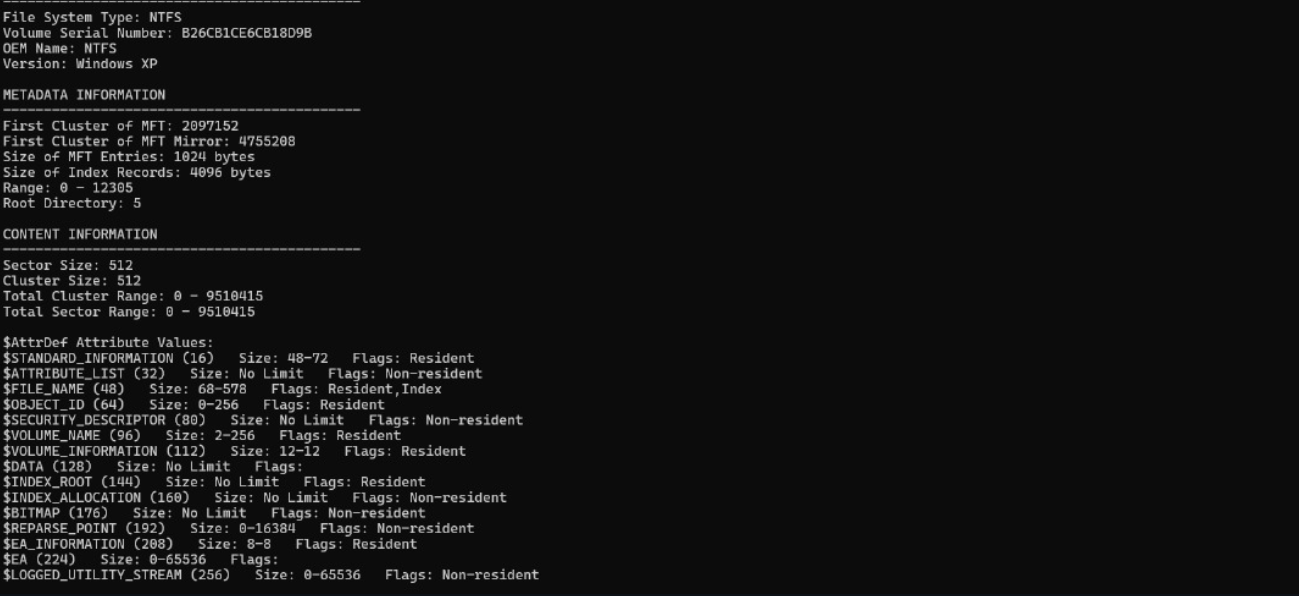 --------------------------------------------
File System Type: NTFS
Volume Serial Number: B26CB1CE6CB18D9B
OEM Name: NTFS
Version: Windows XP
METADATA INFORMATION
--------------------------------------------
First Cluster of MFT: 2097152
First Cluster of MFT Mirror: 4755208
Size of MFT Entries: 1024 bytes
Size of Index Records: 4096 bytes
Range: 0 - 12305
Root Directory: 5
CONTENT INFORMATION
--------------------------------------------
Sector Size: 512
Cluster Size: 512
Total Cluster Range: 0 - 9510415
Total Sector Range: 0 - 9510415
$AttrDef Attribute Values:
$STANDARD_INFORMATION (16)   Size: 48-72   Flags: Resident
$ATTRIBUTE_LIST (32)   Size: No Limit   Flags: Non-resident
$FILE_NAME (48)   Size: 68-578   Flags: Resident,Index
$OBJECT_ID (64)   Size: 0-256   Flags: Resident
$SECURITY_DESCRIPTOR (80)   Size: No Limit   Flags: Non-resident
$VOLUME_NAME (96)   Size: 2-256   Flags: Resident
$VOLUME_INFORMATION (112)   Size: 12-12   Flags: Resident
$DATA (128)   Size: No Limit   Flags:
$INDEX_ROOT (144)   Size: No Limit   Flags: Resident
$INDEX_ALLOCATION (160)   Size: No Limit   Flags: Non-resident
$BITMAP (176)   Size: No Limit   Flags: Non-resident
$REPARSE_POINT (192)   Size: 0-16384   Flags: Non-resident
$EA_INFORMATION (208)   Size: 8-8   Flags: Resident
$EA (224)   Size: 0-65536   Flags:
$LOGGED_UTILITY_STREAM (256)   Size: 0-65536   Flags: Non-resident